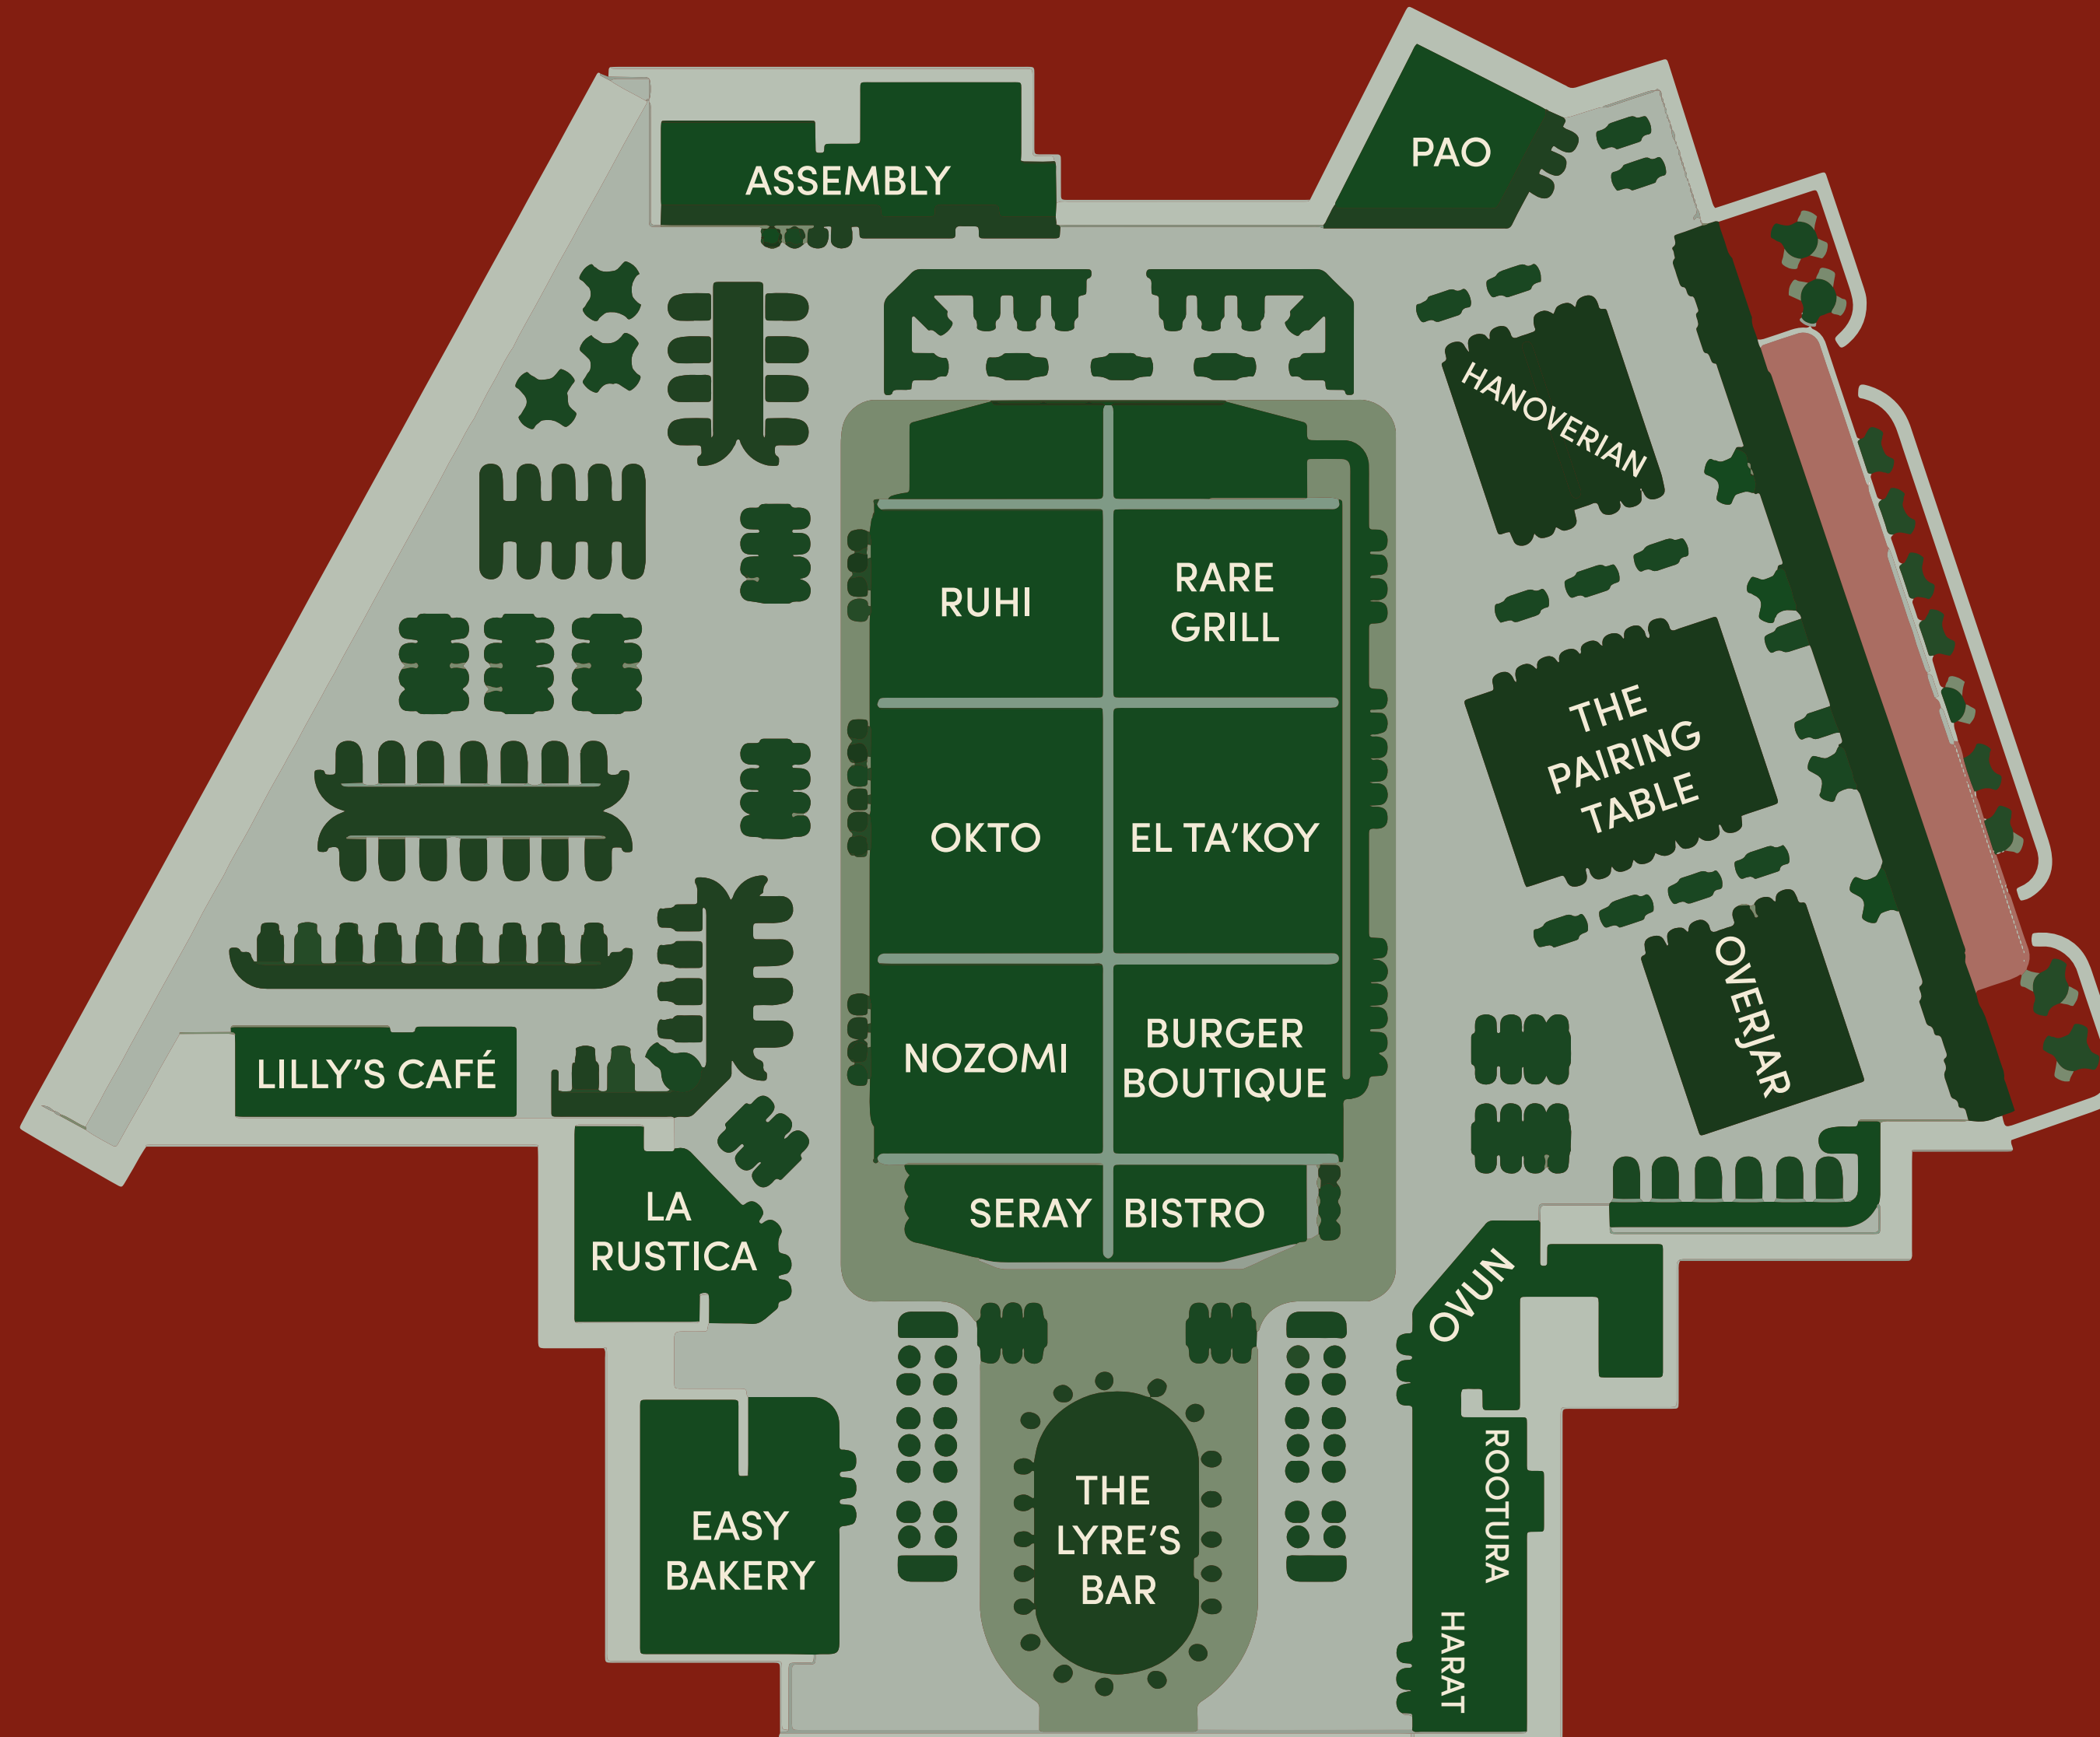 PAO
ASSEMBLY
HANOVERIAN
RUHI
RARE
GRILL
THE
PAIRING
TABLE
OKTO
EL TA’KOY
OVERJAR
NOZOMI
BURGER
BOUTIQUE
LILLY’S CAFÉ
LA
RUSTICA
SERAY BISTRO
OVUN
EASY
BAKERY
THE
LYRE’S
BAR
ROOTURA
HARAT